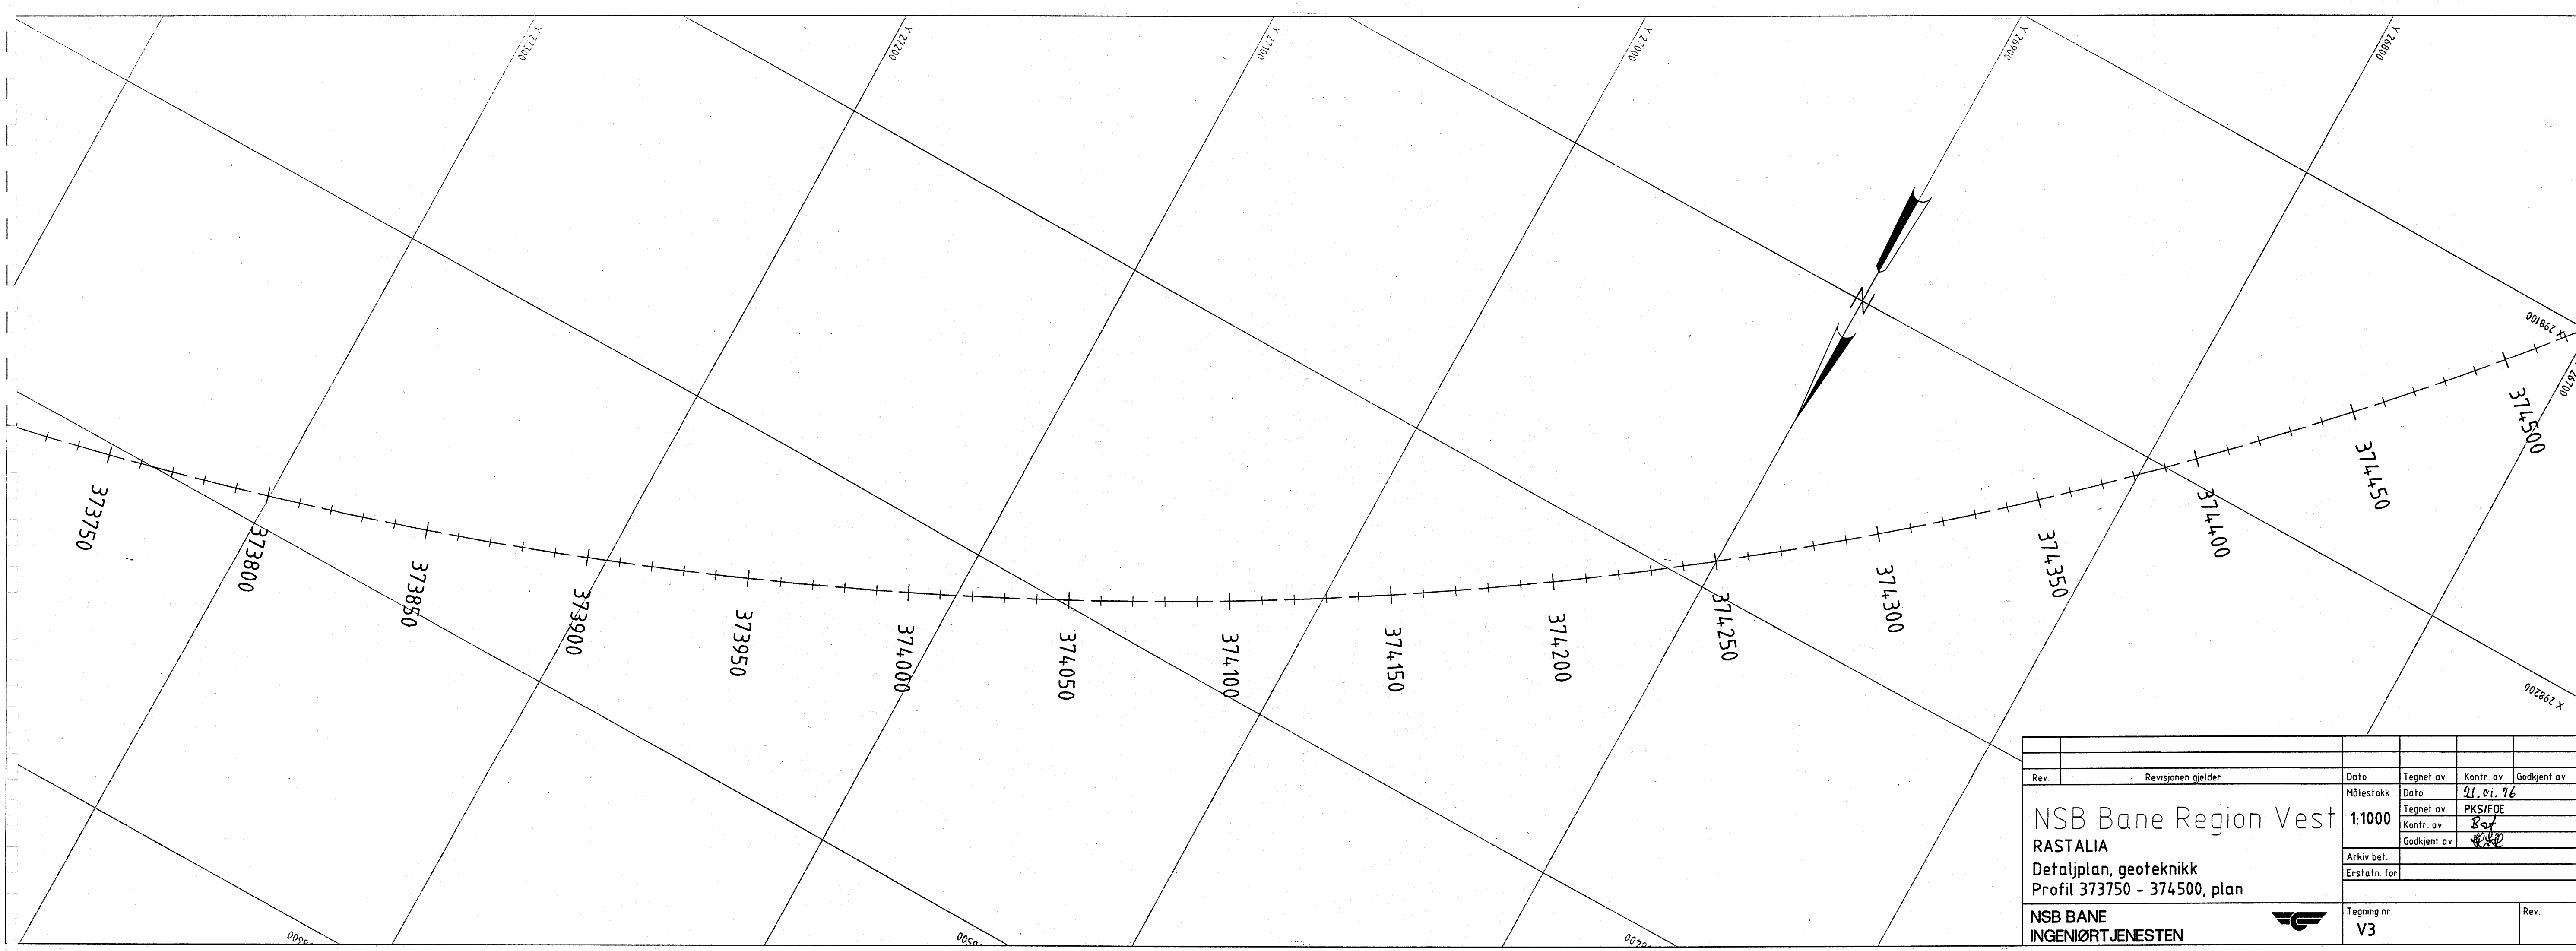 Y 27300
Y 27200
Y 27100
Y 27000
Y 26900
Y 26800
N
X 298100
26700
373750
373800
373850
373900
373950
374000
374050
374100
374150
374200
374250
374300
374350
374400
374450
374500
X 298200
Rev. Revisjonen gjelder Dato Tegnet av Kontr. av Godkjent av
NSB Bane Region Vest
RASTALIA
Detaljplan, geoteknikk
Profil 373750 - 374500, plan
Målestokk
1:1000
Dato 21.01.96
Tegnet av PKS/FOE
Kontr. av
Godkjent av
Arkiv bet.
Erstatn. for
NSB BANE
INGENIØRTJENESTEN
Tegning nr.
V3
Rev.